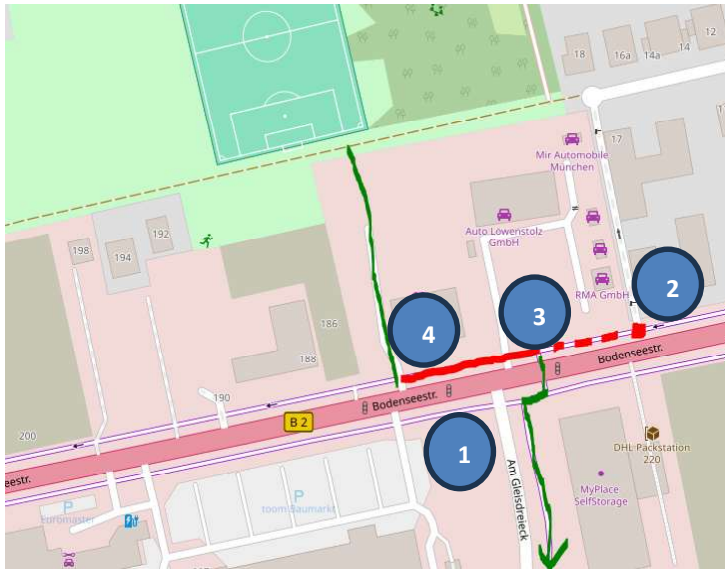 12
14
14a
16a
18
17
Mir Automobile
München
Auto Löwenstolz
GmbH
192
198
194
RMA GmbH
2
3
4
186
188
Bodenseestr.
Bodenseestr.
190
B 2
200
1
DHL Packstation
220
P
Euromaster
P
toom Baumarkt
Am Gleisdreieck
MyPlace
SelfStorage